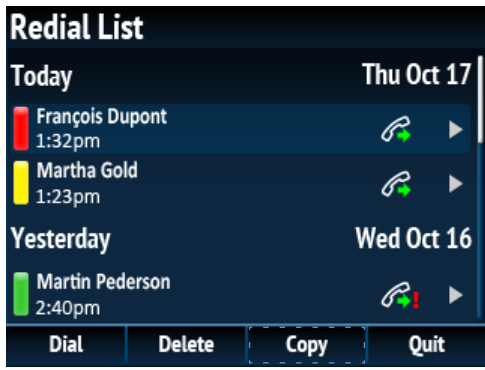 Redial List
Today Thu Oct 17
François Dupont
1:32pm
Martha Gold
1:23pm
Yesterday Wed Oct 16
Martin Pederson
2:40pm
Dial Delete Copy Quit